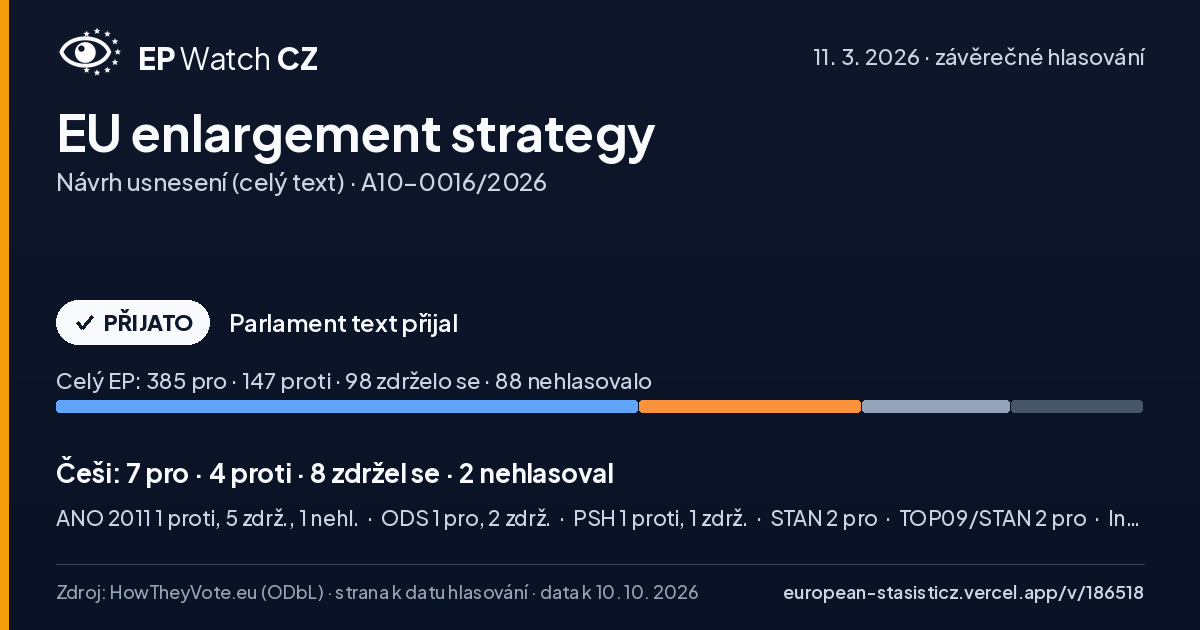 EP Watch CZ
11. 3. 2026 · závěrečné hlasování
EU enlargement strategy
Návrh usnesení (celý text) · A10-0016/2026
PŘIJATO
Parlament text přijal
Celý EP: 385 pro · 147 proti · 98 zdrželo se · 88 nehlasovalo
Češi: 7 pro · 4 proti · 8 zdržel se · 2 nehlasoval
ANO 2011 1 proti, 5 zdrž., 1 nehl. · ODS 1 pro, 2 zdrž. · PSH 1 proti, 1 zdrž. · STAN 2 pro · TOP09/STAN 2 pro · In…
Zdroj: HowTheyVote.eu (ODbL) · strana k datu hlasování · data k 10. 10. 2026
european-stasisticz.vercel.app/v/186518